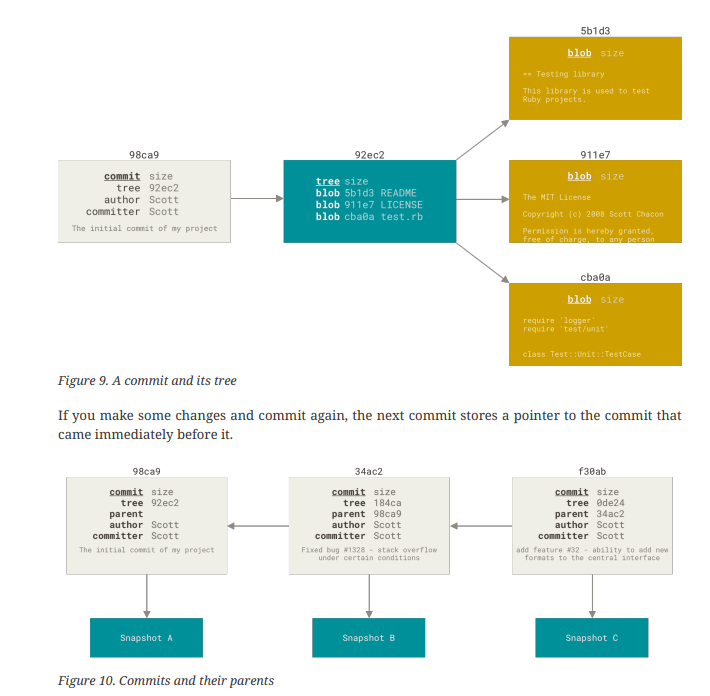 5b1d3
blob size
== Testing library
This library is used to test
Ruby projects.
98ca9
commit size
tree 92ec2
author Scott
committer Scott
The initial commit of my project
92ec2
tree size
blob 5b1d3 README
blob 911e7 LICENSE
blob cba0a test.rb
911e7
blob size
The MIT License
Copyright (c) 2008 Scott Chacon
Permission is hereby granted,
free of charge, to any person
cba0a
blob size
require 'logger'
require 'test/unit'
class Test::Unit::TestCase
Figure 9. A commit and its tree
If you make some changes and commit again, the next commit stores a pointer to the commit that
came immediately before it.
98ca9
commit size
tree 92ec2
parent
author Scott
committer Scott
The initial commit of my project
Snapshot A
34ac2
commit size
tree 184ca
parent 98ca9
author Scott
committer Scott
Fixed bug #1328 - stack overflow
under certain conditions
Snapshot B
f30ab
commit size
tree 0de24
parent 34ac2
author Scott
committer Scott
add feature #32 - ability to add new
formats to the central interface
Snapshot C
Figure 10. Commits and their parents